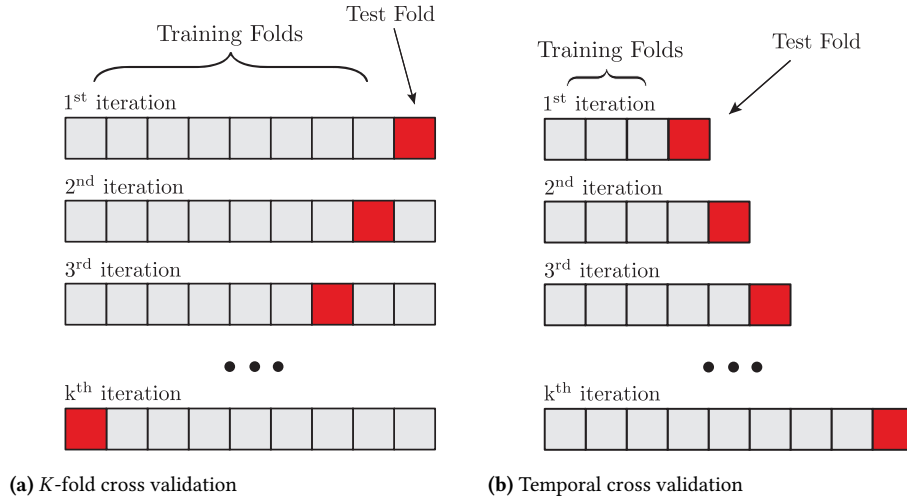 Test Fold
Training Folds
1st iteration
2nd iteration
3rd iteration
kth iteration
(a) K-fold cross validation
Test Fold
Training Folds
1st iteration
2nd iteration
3rd iteration
kth iteration
(b) Temporal cross validation